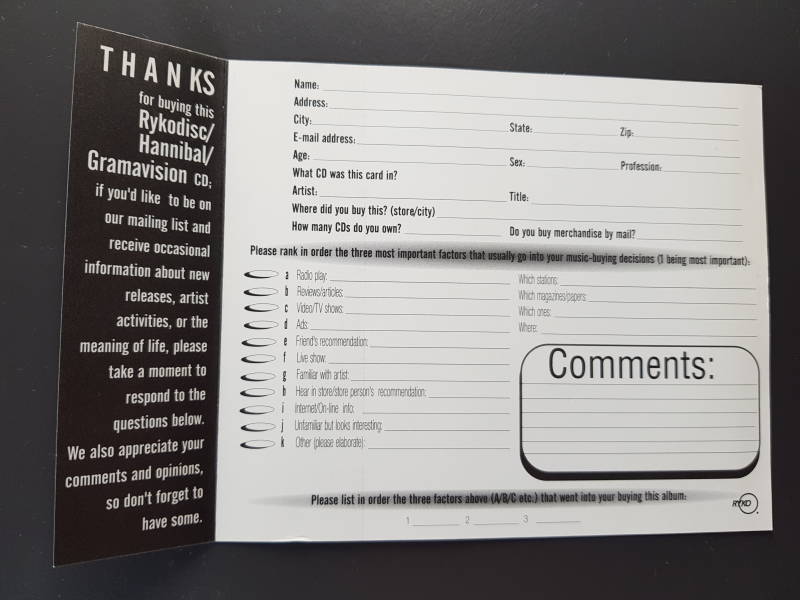 THANKS
for buying this
Rykodisc/
Hannibal/
Gramavision CD;
if you'd like to be on
our mailing list and
receive occasional
information about new
releases, artist
activities, or the
meaning of life, please
take a moment to
respond to the
questions below.
We also appreciate your
comments and opinions,
so don't forget to
have some.
Name:
Address:
City: State: Zip:
E-mail address:
Age: Sex: Profession:
What CD was this card in?
Artist: Title:
Where did you buy this? (store/city)
How many CDs do you own? Do you buy merchandise by mail?
Please rank in order the three most important factors that usually go into your music-buying decisions (1 being most important):
a Radio play: Which stations:
b Reviews/articles: Which magazines/papers:
c Video/TV shows: Which ones:
d Ads: Where:
e Friend's recommendation:
f Live show:
g Familiar with artist:
h Hear in store/store person's recommendation:
i Internet/On-line info:
j Unfamiliar but looks interesting:
k Other (please elaborate):
Comments:
Please list in order the three factors above (A/B/C etc.) that went into your buying this album:
1 2 3
RYKO